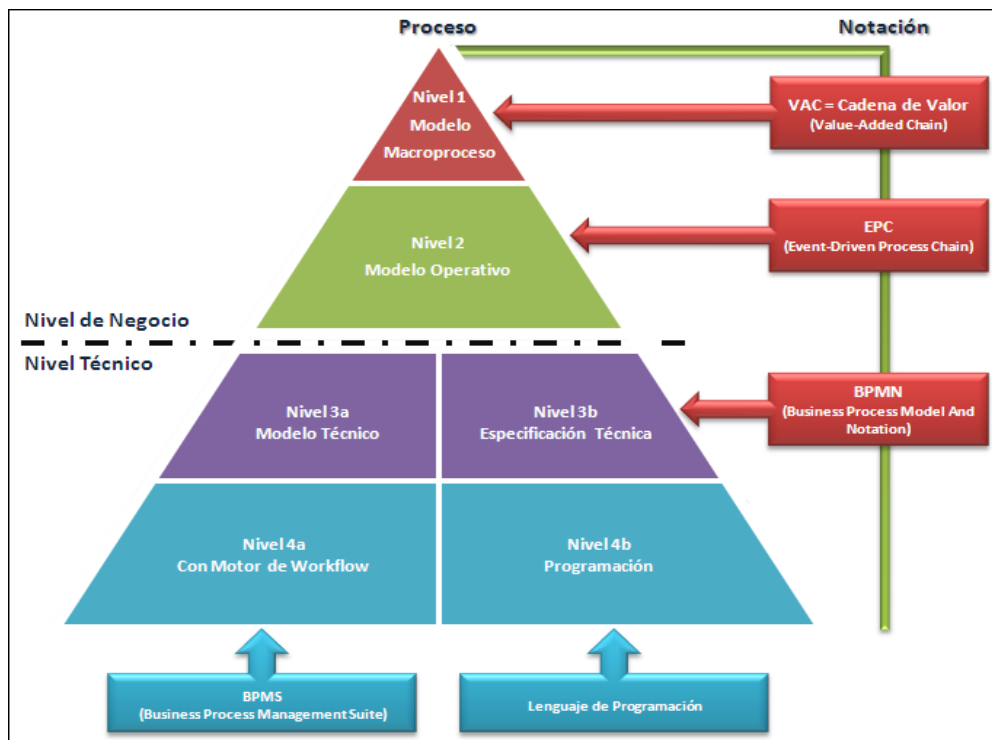 Proceso
Notación
Nivel 1
Modelo
Macroproceso
VAC = Cadena de Valor
(Value-Added Chain)
Nivel 2
Modelo Operativo
EPC
(Event-Driven Process Chain)
Nivel de Negocio
Nivel Técnico
Nivel 3a
Modelo Técnico
Nivel 3b
Especificación Técnica
BPMN
(Business Process Model And
Notation)
Nivel 4a
Con Motor de Workflow
Nivel 4b
Programación
BPMS
(Business Process Management Suite)
Lenguaje de Programación